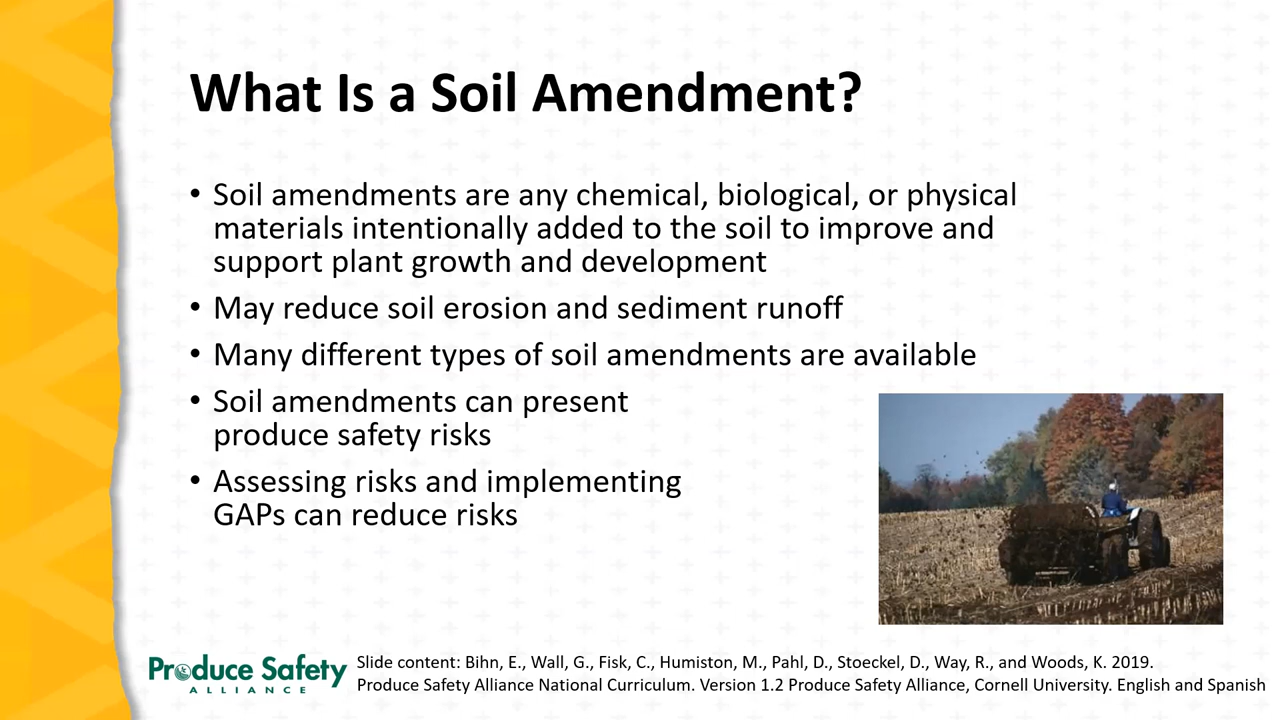 What Is a Soil Amendment?
• Soil amendments are any chemical, biological, or physical
materials intentionally added to the soil to improve and
support plant growth and development
• May reduce soil erosion and sediment runoff
• Many different types of soil amendments are available
• Soil amendments can present
produce safety risks
• Assessing risks and implementing
GAPs can reduce risks
Produce Safety
ALLIANCE
Slide content: Bihn, E., Wall, G., Fisk, C., Humiston, M., Pahl, D., Stoeckel, D., Way, R., and Woods, K. 2019.
Produce Safety Alliance National Curriculum. Version 1.2 Produce Safety Alliance, Cornell University. English and Spanish